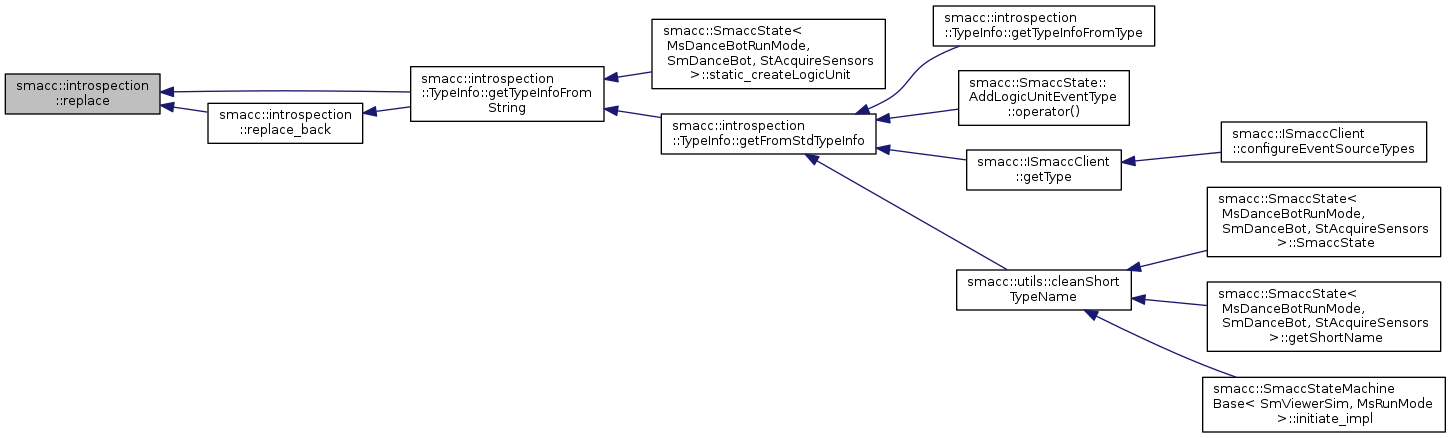 smacc::introspection
::replace
smacc::introspection
::replace_back
smacc::introspection
::TypeInfo::getTypeInfoFrom
String
smacc::SmaccState<
MsDanceBotRunMode,
SmDanceBot, StAcquireSensors
>::static_createLogicUnit
smacc::introspection
::TypeInfo::getFromStdTypeInfo
smacc::introspection
::TypeInfo::getTypeInfoFromType
smacc::SmaccState::
AddLogicUnitEventType
::operator()
smacc::ISmaccClient
::getType
smacc::ISmaccClient
::configureEventSourceTypes
smacc::utils::cleanShort
TypeName
smacc::SmaccState<
MsDanceBotRunMode,
SmDanceBot, StAcquireSensors
>::SmaccState
smacc::SmaccState<
MsDanceBotRunMode,
SmDanceBot, StAcquireSensors
>::getShortName
smacc::SmaccStateMachine
Base< SmViewerSim, MsRunMode
>::initiate_impl